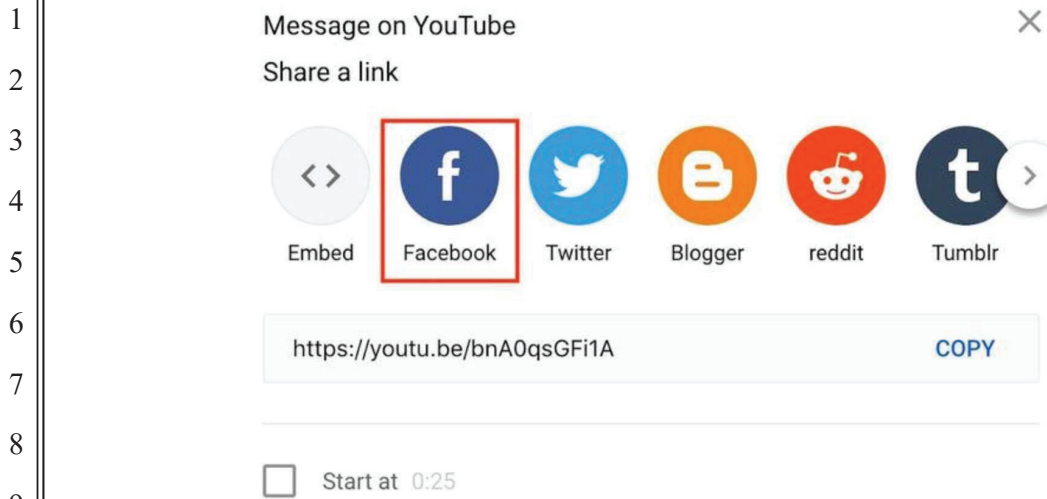 1
Message on YouTube
2
Share a link
3
4
Embed Facebook Twitter Blogger reddit Tumblr
5
6
https://youtu.be/bnA0qsGFi1A COPY
7
8
Start at 0:25
9